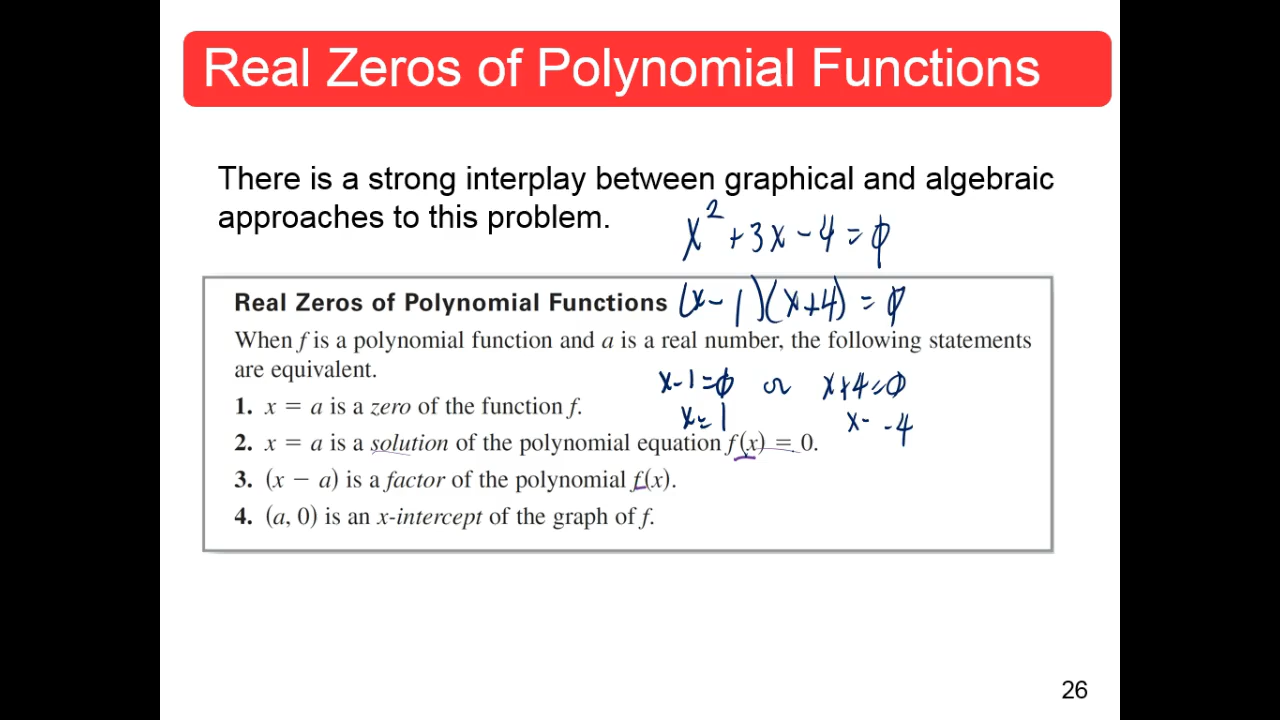 Real Zeros of Polynomial Functions
There is a strong interplay between graphical and algebraic
approaches to this problem.
x² + 3x - 4 = 0
Real Zeros of Polynomial Functions
(x - 1)(x + 4) = 0
When f is a polynomial function and a is a real number, the following statements
are equivalent.
x - 1 = 0 or x + 4 = 0
1. x = a is a zero of the function f.
x = 1 x = -4
2. x = a is a solution of the polynomial equation f(x) = 0.
3. (x − a) is a factor of the polynomial f(x).
4. (a, 0) is an x-intercept of the graph of f.
26